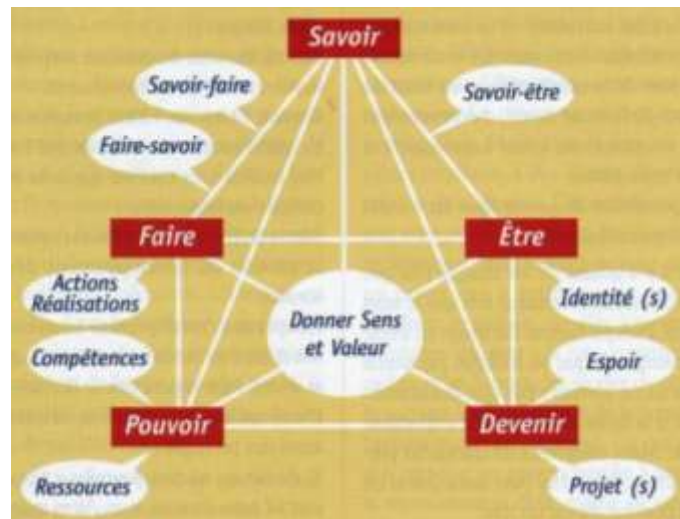 Savoir
Savoir-faire
Savoir-être
Faire-savoir
Faire
Être
Actions
Réalisations
Identité (s)
Donner Sens
et Valeur
Compétences
Espoir
Pouvoir
Devenir
Ressources
Projet (s)